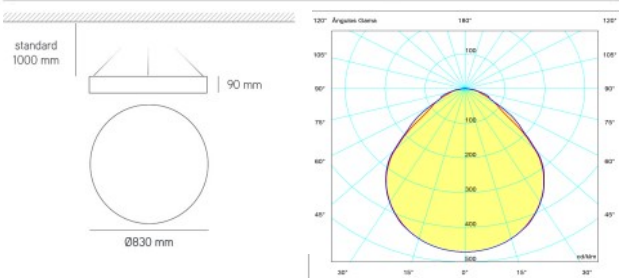 standard
1000 mm
90 mm
Ø830 mm
120° Ângulos Gama 180° 120°
105° 100 105°
90° 90°
75° 100 75°
60° 200 60°
300
45° 400 45°
500 cd/klm
30° 15° 0° 15° 30°